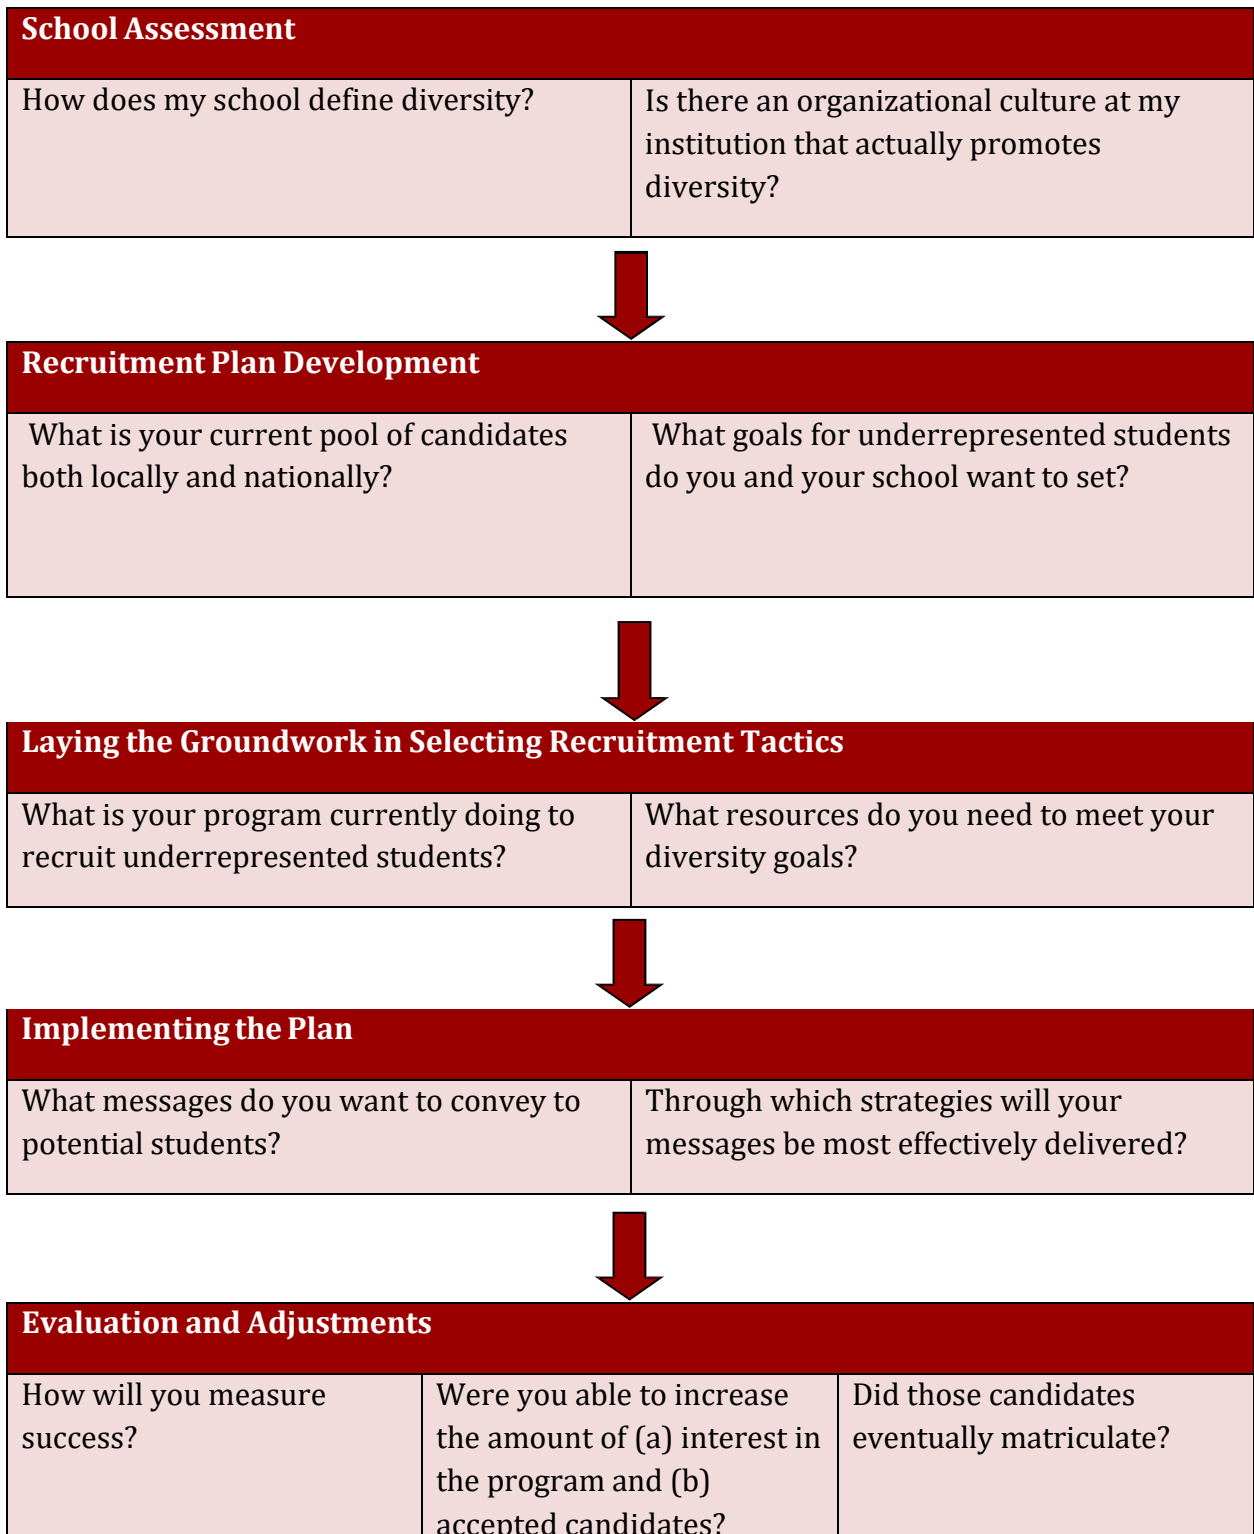 School Assessment
How does my school define diversity?
Is there an organizational culture at my
institution that actually promotes
diversity?
Recruitment Plan Development
What is your current pool of candidates
both locally and nationally?
What goals for underrepresented students
do you and your school want to set?
Laying the Groundwork in Selecting Recruitment Tactics
What is your program currently doing to
recruit underrepresented students?
What resources do you need to meet your
diversity goals?
Implementing the Plan
What messages do you want to convey to
potential students?
Through which strategies will your
messages be most effectively delivered?
Evaluation and Adjustments
How will you measure
success?
Were you able to increase
the amount of (a) interest in
the program and (b)
accepted candidates?
Did those candidates
eventually matriculate?